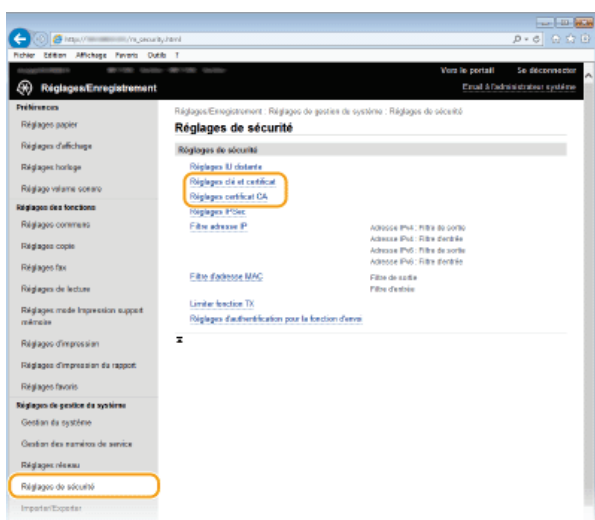 Fichier Edition Affichage Favoris Outils ?
Vers le portail Se déconnecter
Réglages/Enregistrement
Email à l'administrateur système
Préférences
Réglages papier
Réglages d'affichage
Réglages horloge
Réglage volume sonore
Réglages des fonctions
Réglages communs
Réglages copie
Réglages fax
Réglages de lecture
Réglages mode Impression support
mémoire
Réglages d'impression
Réglages d'impression du rapport
Réglages favoris
Réglages de gestion du système
Gestion du système
Gestion des numéros de service
Réglages réseau
Réglages de sécurité
Importer/Exporter
Réglages/Enregistrement : Réglages de gestion de système : Réglages de sécurité
Réglages de sécurité
Réglages de sécurité
Réglages IU distante
Réglages clé et certificat
Réglages certificat CA
Réglages IPSec
Filtre adresse IP
Adresse IPv4 : Filtre de sortie
Adresse IPv4 : Filtre d'entrée
Adresse IPv6 : Filtre de sortie
Adresse IPv6 : Filtre d'entrée
Filtre d'adresse MAC
Filtre de sortie
Filtre d'entrée
Limiter fonction TX
Réglages d'authentification pour la fonction d'envoi